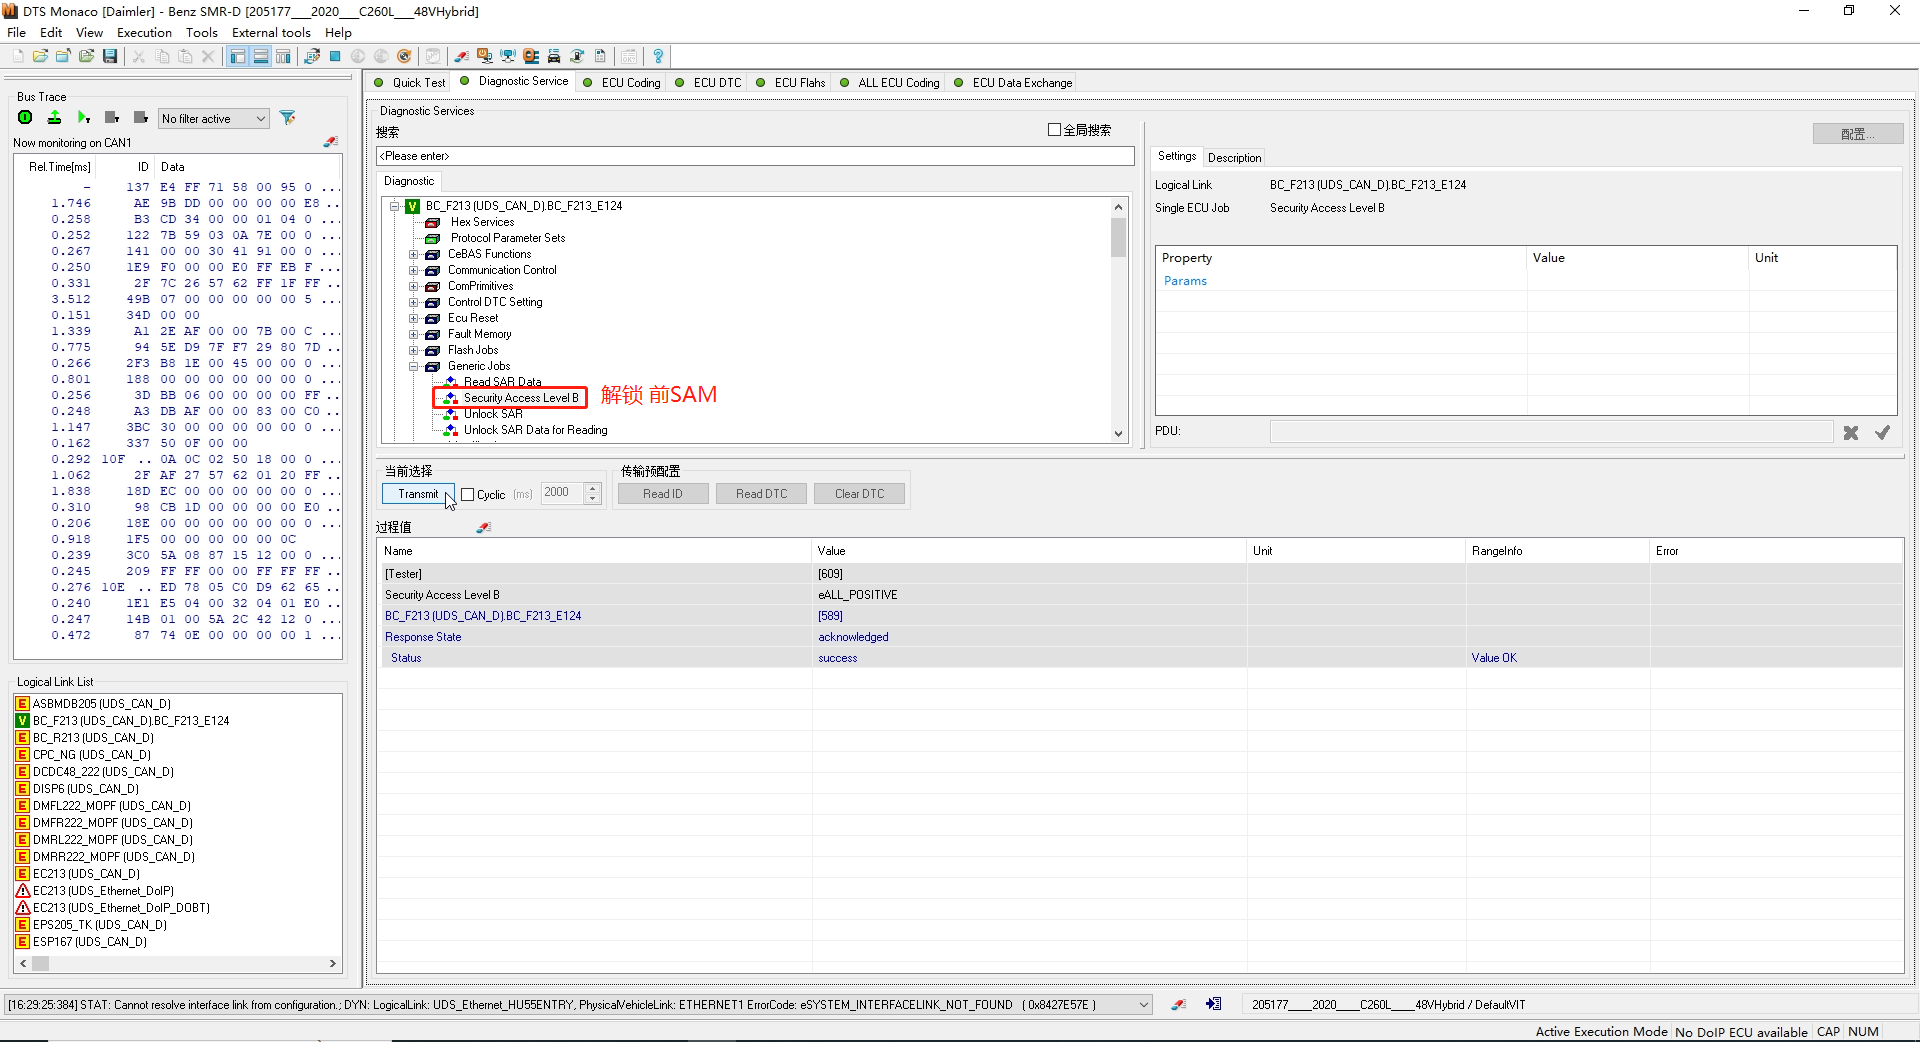 DTS Monaco [Daimler] - Benz SMR-D [205177___2020___C260L___48VHybrid]
File Edit View Execution Tools External tools Help
Bus Trace
No filter active
Now monitoring on CAN1
Rel.Time[ms] ID Data
– 137 E4 FF 71 58 00 95 0 ...
1.746 AE 9B DD 00 00 00 00 E8 ..
0.258 B3 CD 34 00 00 01 04 0 ...
0.252 122 7B 59 03 0A 7E 00 0 ...
0.267 141 00 00 30 41 91 00 0 ...
0.250 1E9 F0 00 00 E0 FF EB F ...
0.331 2F 7C 26 57 62 FF 1F FF ..
3.512 49B 07 00 00 00 00 00 5 ...
0.151 34D 00 00
1.339 A1 2E AF 00 00 7B 00 C ...
0.775 94 5E D9 7F F7 29 80 7D ..
0.266 2F3 B8 1E 00 45 00 00 0 ...
0.801 188 00 00 00 00 00 00 0 ...
0.256 3D BB 06 00 00 00 00 FF ..
0.248 A3 DB AF 00 00 83 00 C0 ..
1.147 3BC 30 00 00 00 00 00 0 ...
0.162 337 50 0F 00 00
0.292 10F .. 0A 0C 02 50 18 00 0 ...
1.062 2F AF 27 57 62 01 20 FF ..
1.838 18D EC 00 00 00 00 00 0 ...
0.310 98 CB 1D 00 00 00 00 E0 ..
0.206 18E 00 00 00 00 00 00 0 ...
0.918 1F5 00 00 00 00 00 0C
0.239 3C0 5A 08 87 15 12 00 0 ...
0.245 209 FF FF 00 00 FF FF FF ..
0.276 10E .. ED 78 05 C0 D9 62 65 ..
0.240 1E1 E5 04 00 32 04 01 E0 ..
0.247 14B 01 00 5A 2C 42 12 0 ...
0.472 87 74 0E 00 00 00 00 1 ...
Logical Link List
E ASBMDB205 (UDS_CAN_D)
V BC_F213 (UDS_CAN_D).BC_F213_E124
E BC_R213 (UDS_CAN_D)
E CPC_NG (UDS_CAN_D)
E DCDC48_222 (UDS_CAN_D)
E DISP6 (UDS_CAN_D)
E DMFL222_MOPF (UDS_CAN_D)
E DMFR222_MOPF (UDS_CAN_D)
E DMRL222_MOPF (UDS_CAN_D)
E DMRR222_MOPF (UDS_CAN_D)
E EC213 (UDS_CAN_D)
EC213 (UDS_Ethernet_DoIP)
EC213 (UDS_Ethernet_DoIP_DOBT)
E EPS205_TK (UDS_CAN_D)
E ESP167 (UDS_CAN_D)
Quick Test Diagnostic Service ECU Coding ECU DTC ECU Flahs ALL ECU Coding ECU Data Exchange
Diagnostic Services
搜索 全局搜索
<Please enter>
Diagnostic
V BC_F213 (UDS_CAN_D).BC_F213_E124
Hex Services
Protocol Parameter Sets
CeBAS Functions
Communication Control
ComPrimitives
Control DTC Setting
Ecu Reset
Fault Memory
Flash Jobs
Generic Jobs
Read SAR Data
Security Access Level B 解锁 前SAM
Unlock SAR
Unlock SAR Data for Reading
配置...
Settings Description
Logical Link BC_F213 (UDS_CAN_D).BC_F213_E124
Single ECU Job Security Access Level B
Property Value Unit
Params
PDU:
当前选择 传输预配置
Transmit Cyclic (ms) 2000 Read ID Read DTC Clear DTC
过程值
Name Value Unit RangeInfo Error
[Tester] [609]
Security Access Level B eALL_POSITIVE
BC_F213 (UDS_CAN_D).BC_F213_E124 [589]
Response State acknowledged
Status success Value OK
[16:29:25:384] STAT: Cannot resolve interface link from configuration.; DYN: LogicalLink: UDS_Ethernet_HU55ENTRY, PhysicalVehicleLink: ETHERNET1 ErrorCode: eSYSTEM_INTERFACELINK_NOT_FOUND ( 0x8427E57E )
205177___2020___C260L___48VHybrid / DefaultVIT
Active Execution Mode No DoIP ECU available CAP NUM